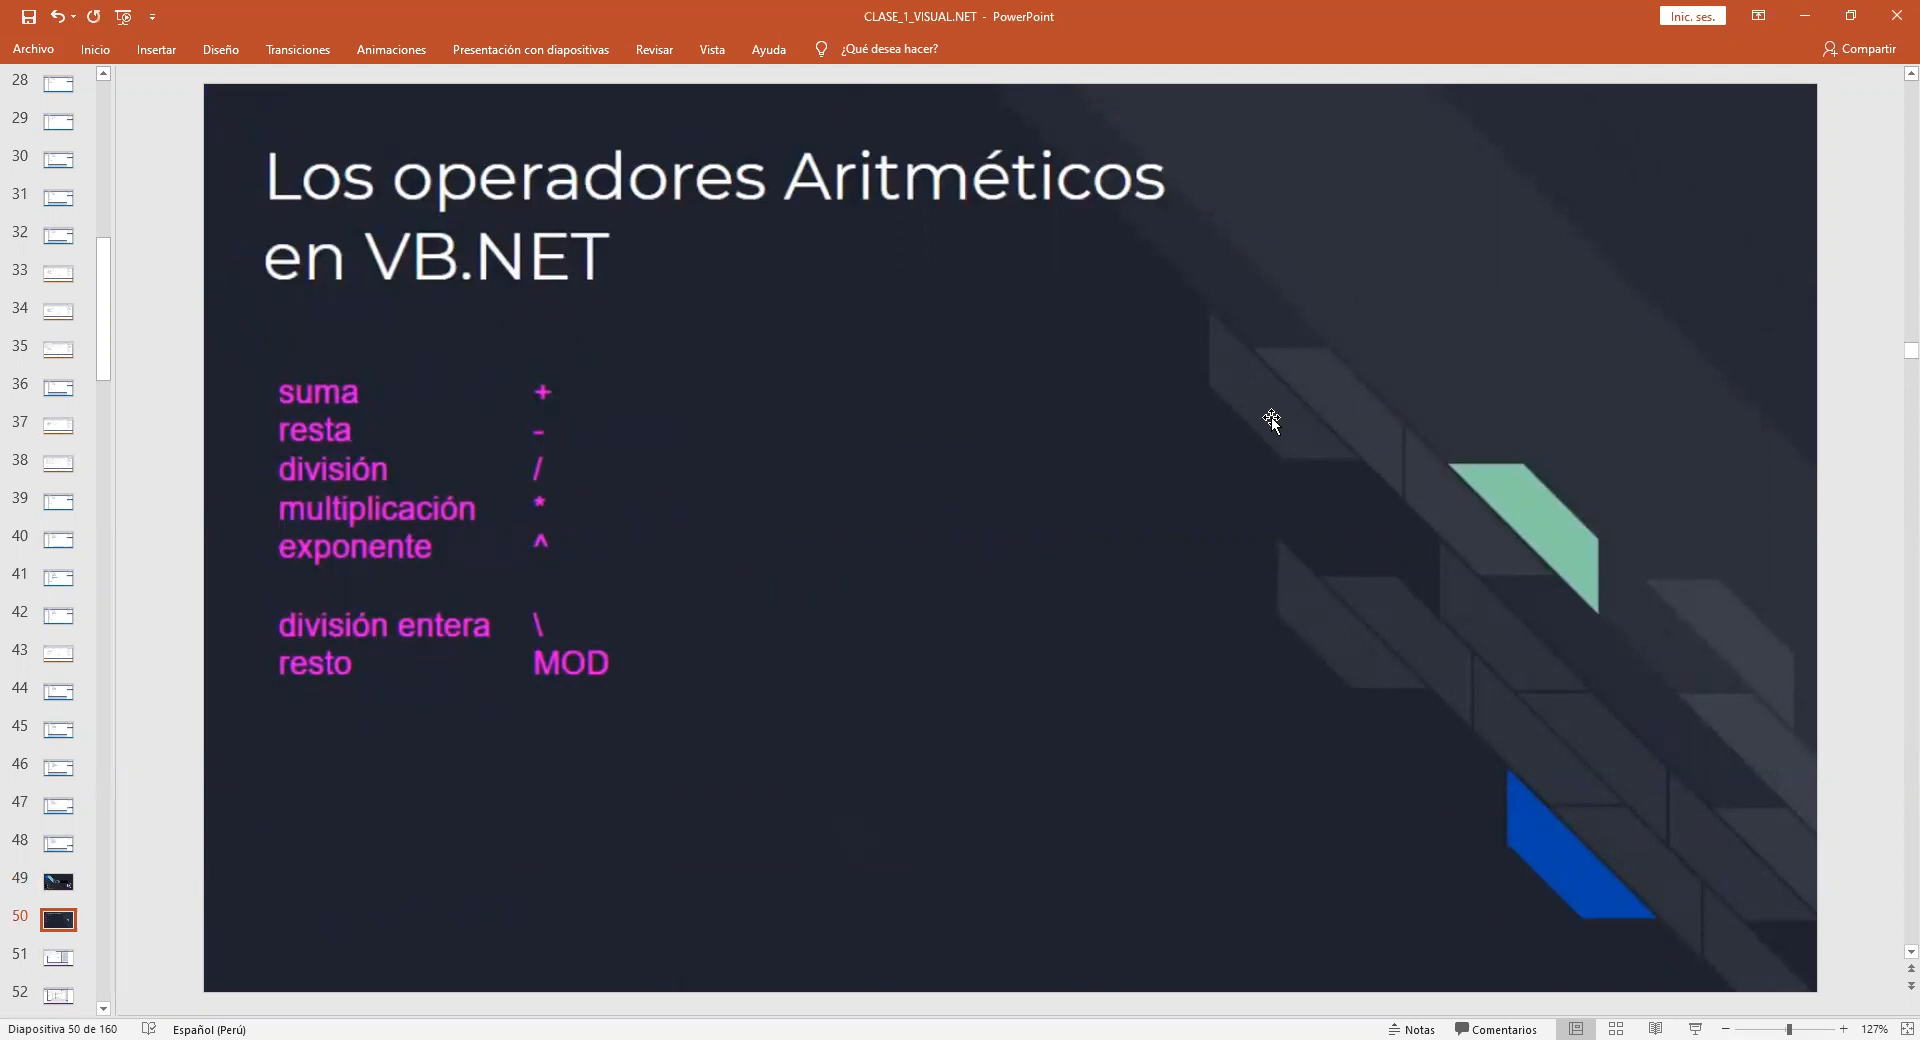 CLASE_1_VISUAL.NET - PowerPoint
Inic. ses.
Archivo Inicio Insertar Diseño Transiciones Animaciones Presentación con diapositivas Revisar Vista Ayuda ¿Qué desea hacer? Compartir
28
29
30
31
32
33
34
35
36
37
38
39
40
41
42
43
44
45
46
47
48
49
50
51
52
Los operadores Aritméticos
en VB.NET
suma +
resta -
división /
multiplicación *
exponente ^
división entera \
resto MOD
Diapositiva 50 de 160 Español (Perú) Notas Comentarios 127%